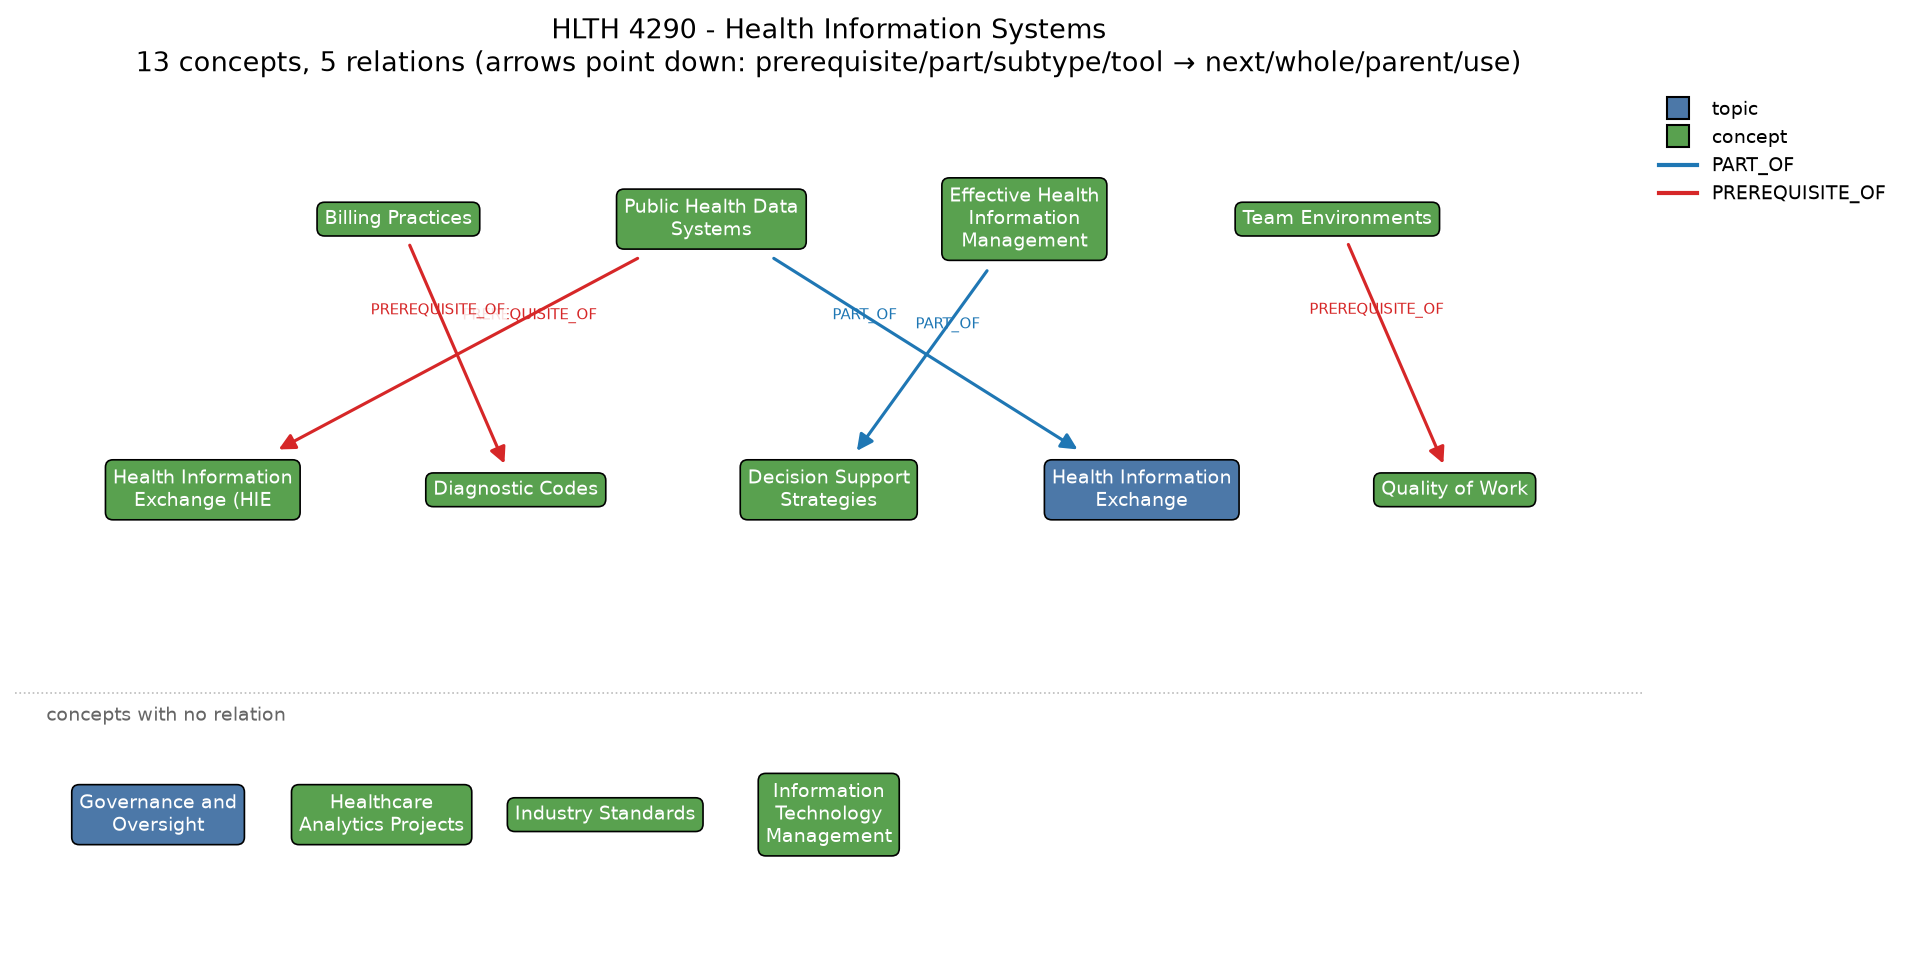 HLTH 4290 - Health Information Systems
13 concepts, 5 relations (arrows point down: prerequisite/part/subtype/tool → next/whole/parent/use)
topic
concept
PART_OF
PREREQUISITE_OF
Billing Practices
Public Health Data
Systems
Effective Health
Information
Management
Team Environments
PREREQUISITE_OF
QUISITE_OF
PART_OF
PART_OF
PREREQUISITE_OF
Health Information
Exchange (HIE
Diagnostic Codes
Decision Support
Strategies
Health Information
Exchange
Quality of Work
concepts with no relation
Governance and
Oversight
Healthcare
Analytics Projects
Industry Standards
Information
Technology
Management